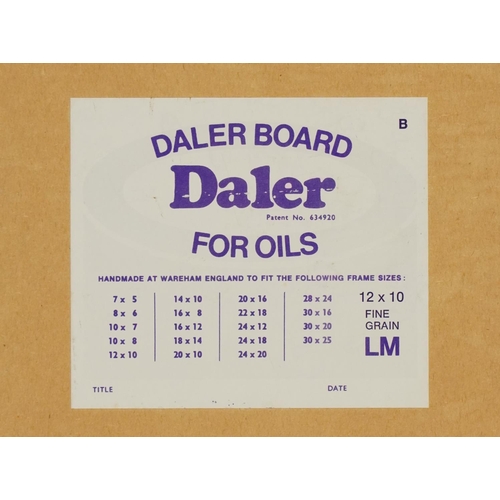 B
DALER BOARD
Daler
Patent No. 634920
FOR OILS
HANDMADE AT WAREHAM ENGLAND TO FIT THE FOLLOWING FRAME SIZES :
7 x 5 14 x 10 20 x 16 28 x 24 12 x 10
8 x 6 16 x 8 22 x 18 30 x 16 FINE
10 x 7 16 x 12 24 x 12 30 x 20 GRAIN
10 x 8 18 x 14 24 x 18 30 x 25 LM
12 x 10 20 x 10 24 x 20
TITLE DATE